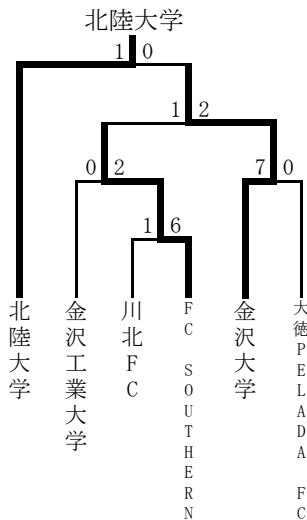 北陸大学
1 0
1 2
0 2
7 0
1 6
北陸大学
金沢工業大学
川北FC
FC SOUTHERN
金沢大学
大徳PELADA FC